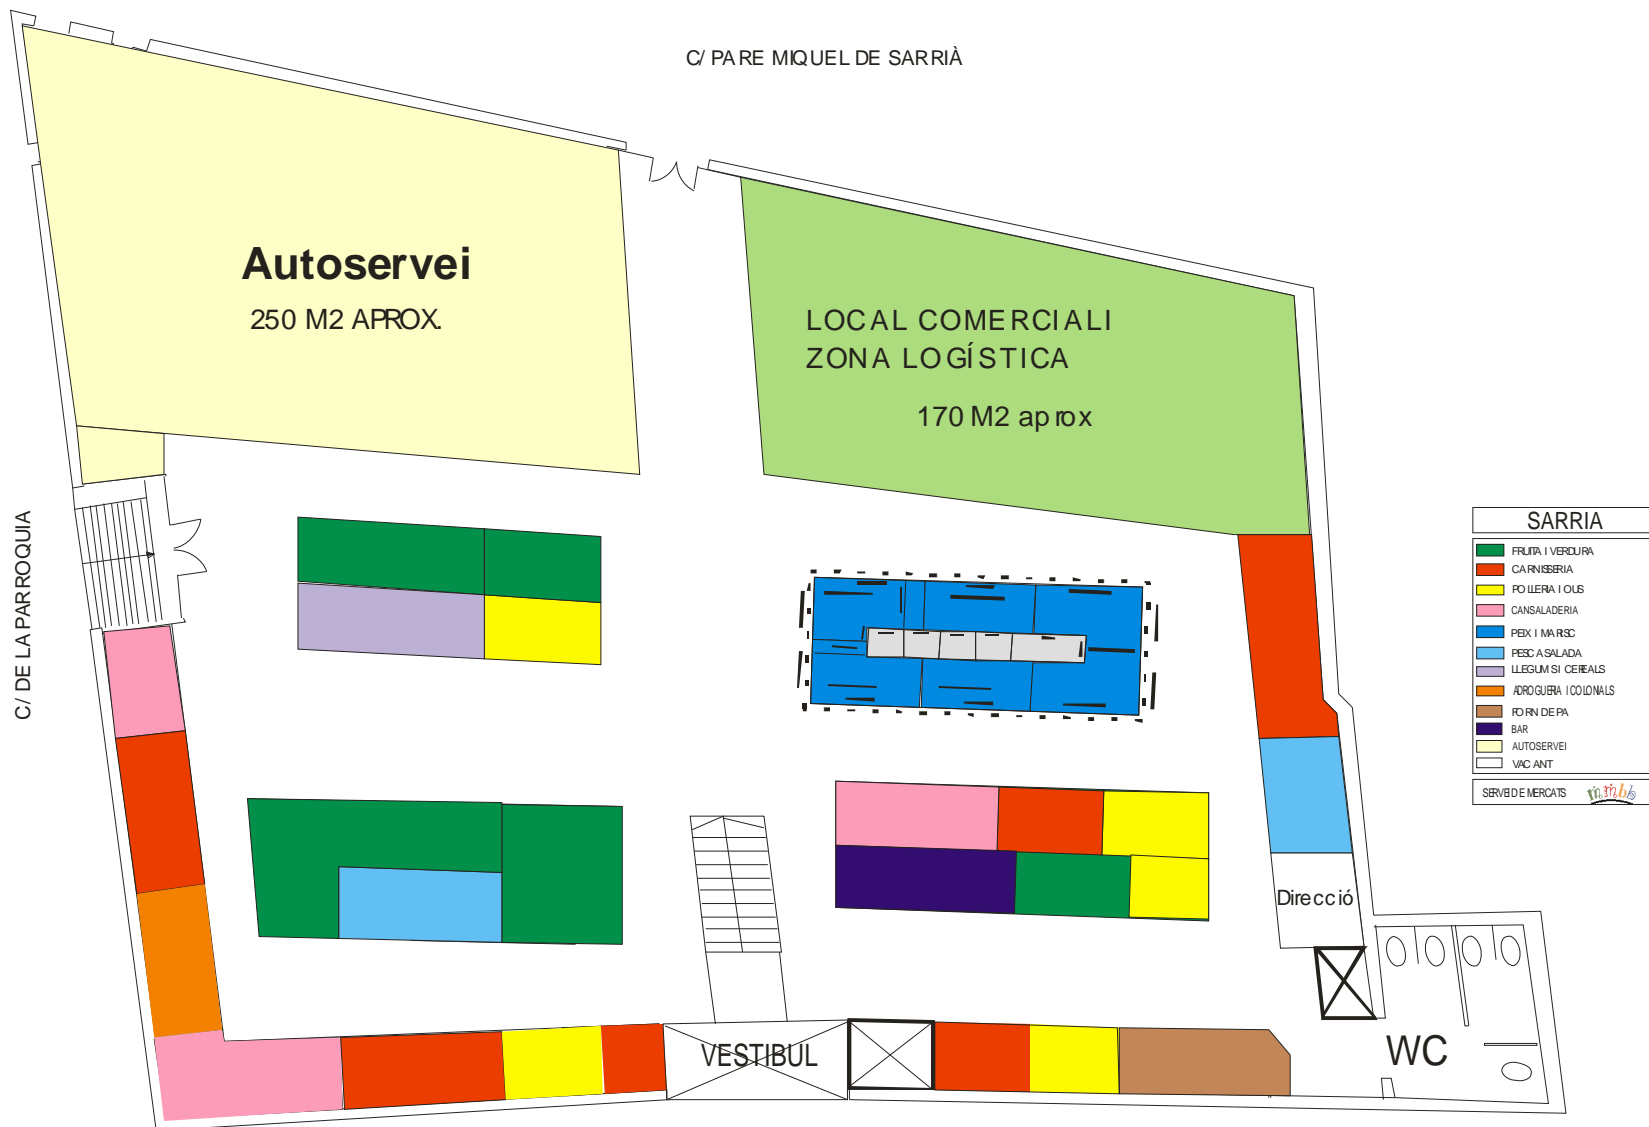 C/ PARE MIQUEL DE SARRIÀ
Autoservei
250 M2 APROX.
LOCAL COMERCIAL I
ZONA LOGÍSTICA
170 M2 aprox
C/ DE LA PARROQUIA
SARRIA
FRUITA I VERDURA
CARNISSERIA
POLLERIA I OUS
CANSALADERIA
PEIX I MARISC
PESCA SALADA
LLEGUMS I CEREALS
ADROGUERIA I COLONIALS
FORN DE PA
BAR
AUTOSERVEI
VACANT
SERVEI DE MERCATS
Direcció
VESTIBUL
WC